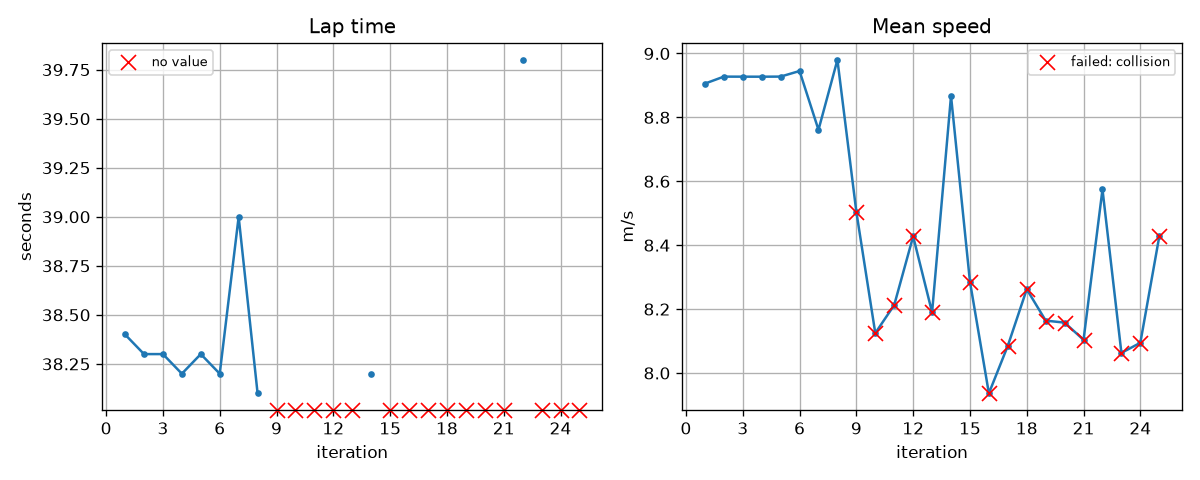 Lap time
no value
39.75
39.50
39.25
39.00
38.75
38.50
38.25
seconds
0 3 6 9 12 15 18 21 24
iteration
Mean speed
failed: collision
9.0
8.8
8.6
8.4
8.2
8.0
m/s
0 3 6 9 12 15 18 21 24
iteration